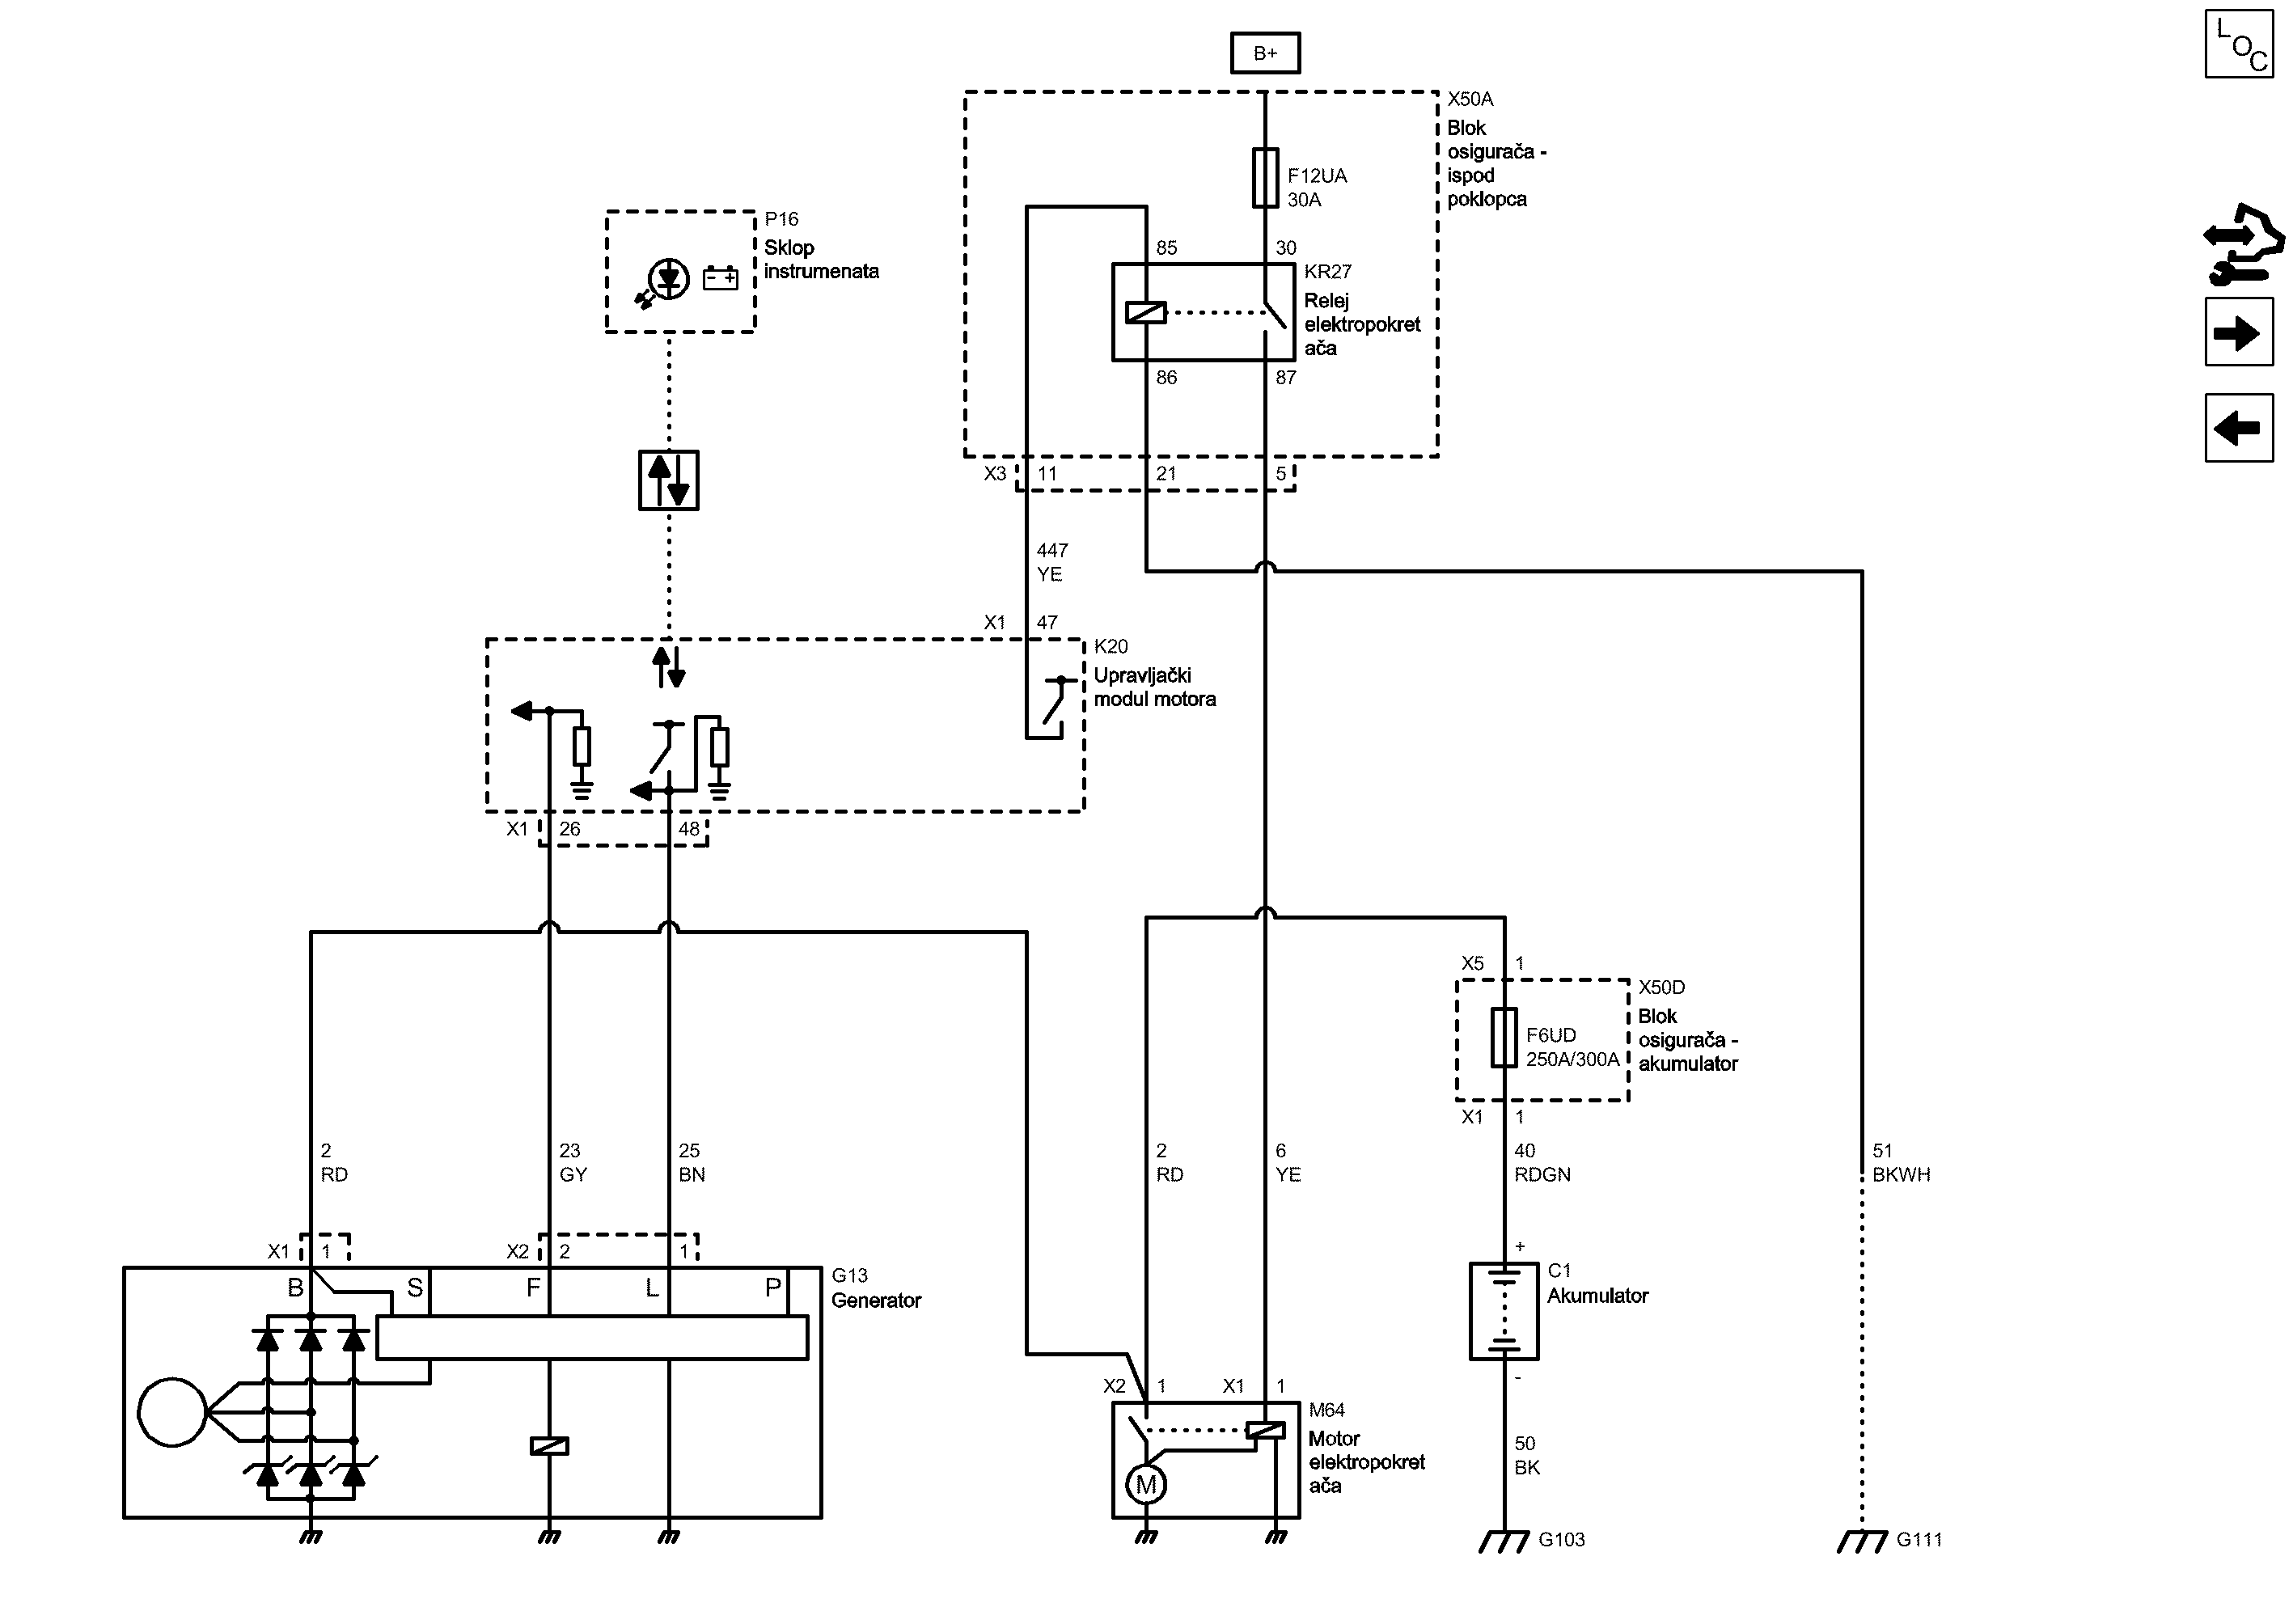 L
O
C
B+
X50A
Blok
osigurača -
ispod
poklopca
F12UA
30A
P16
Sklop
instrumenata
85
30
KR27
Relej
elektropokret
ača
86
87
X3
11
21
5
447
YE
X1
47
K20
Upravljački
modul motora
X1
26
48
X5
1
X50D
Blok
osigurača -
akumulator
F6UD
250A/300A
X1
1
2
RD
23
GY
25
BN
2
RD
6
YE
40
RDGN
51
BKWH
X1
1
X2
2
1
+
B
S
F
L
P
G13
Generator
C1
Akumulator
-
X2
1
X1
1
M64
Motor
elektropokret
ača
M
50
BK
G103
G111